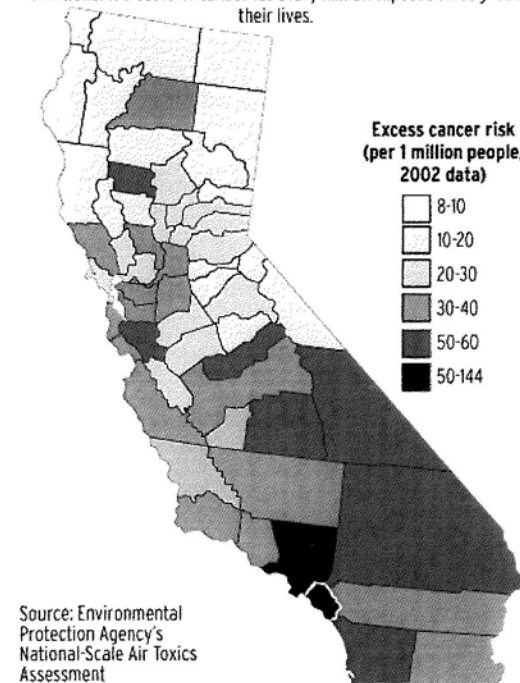 their lives.
Excess cancer risk
(per 1 million people,
2002 data)
8-10
10-20
20-30
30-40
50-60
50-144
Source: Environmental
Protection Agency's
National-Scale Air Toxics
Assessment